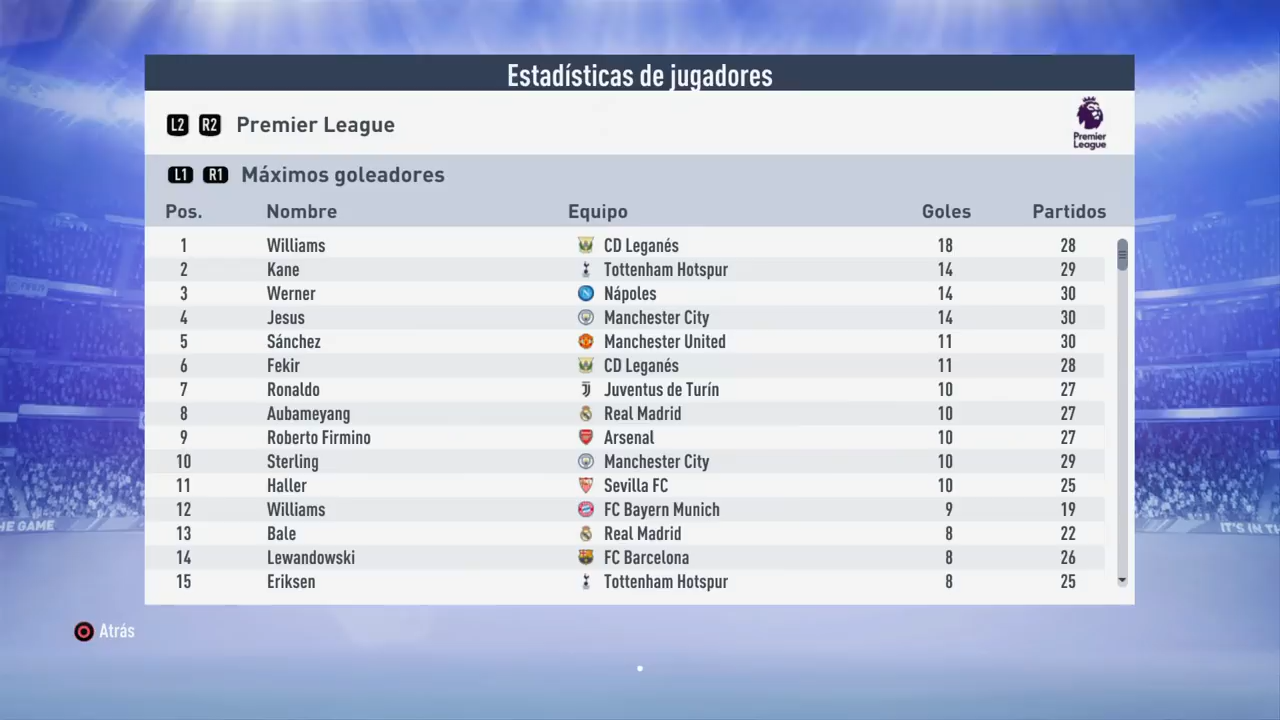 Estadísticas de jugadores
L2 R2 Premier League
Premier
League
L1 R1 Máximos goleadores
Pos. Nombre Equipo Goles Partidos
1 Williams CD Leganés 18 28
2 Kane Tottenham Hotspur 14 29
3 Werner Nápoles 14 30
4 Jesus Manchester City 14 30
5 Sánchez Manchester United 11 30
6 Fekir CD Leganés 11 28
7 Ronaldo Juventus de Turín 10 27
8 Aubameyang Real Madrid 10 27
9 Roberto Firmino Arsenal 10 27
10 Sterling Manchester City 10 29
11 Haller Sevilla FC 10 25
12 Williams FC Bayern Munich 9 19
13 Bale Real Madrid 8 22
14 Lewandowski FC Barcelona 8 26
15 Eriksen Tottenham Hotspur 8 25
HE GAME
IT'S IN TH
Atrás